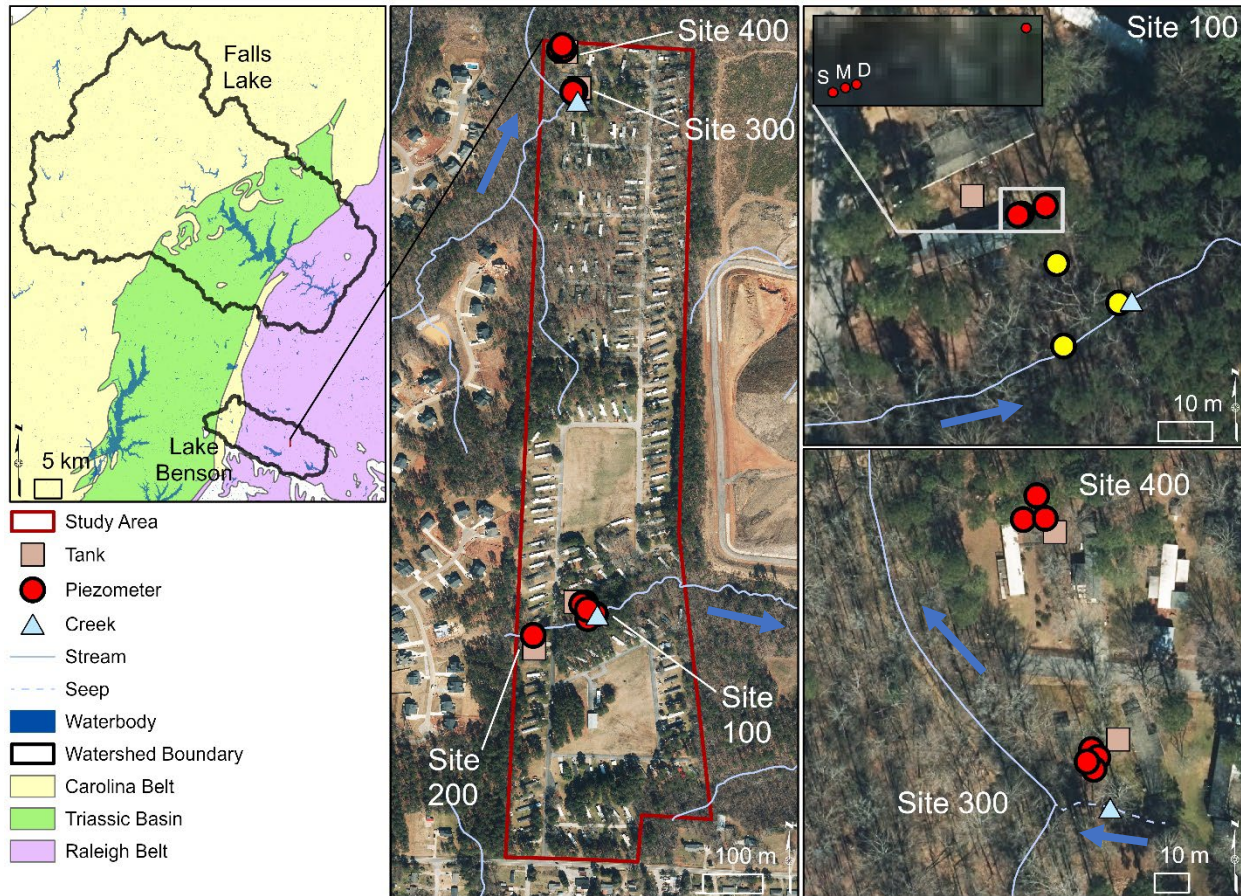 Falls
Lake
Lake
Benson
5 km
Study Area
Tank
Piezometer
Creek
Stream
Seep
Waterbody
Watershed Boundary
Carolina Belt
Triassic Basin
Raleigh Belt
Site 400
Site 300
Site
100
Site
200
100 m
Site 100
S M D
10 m
Site 400
Site 300
10 m